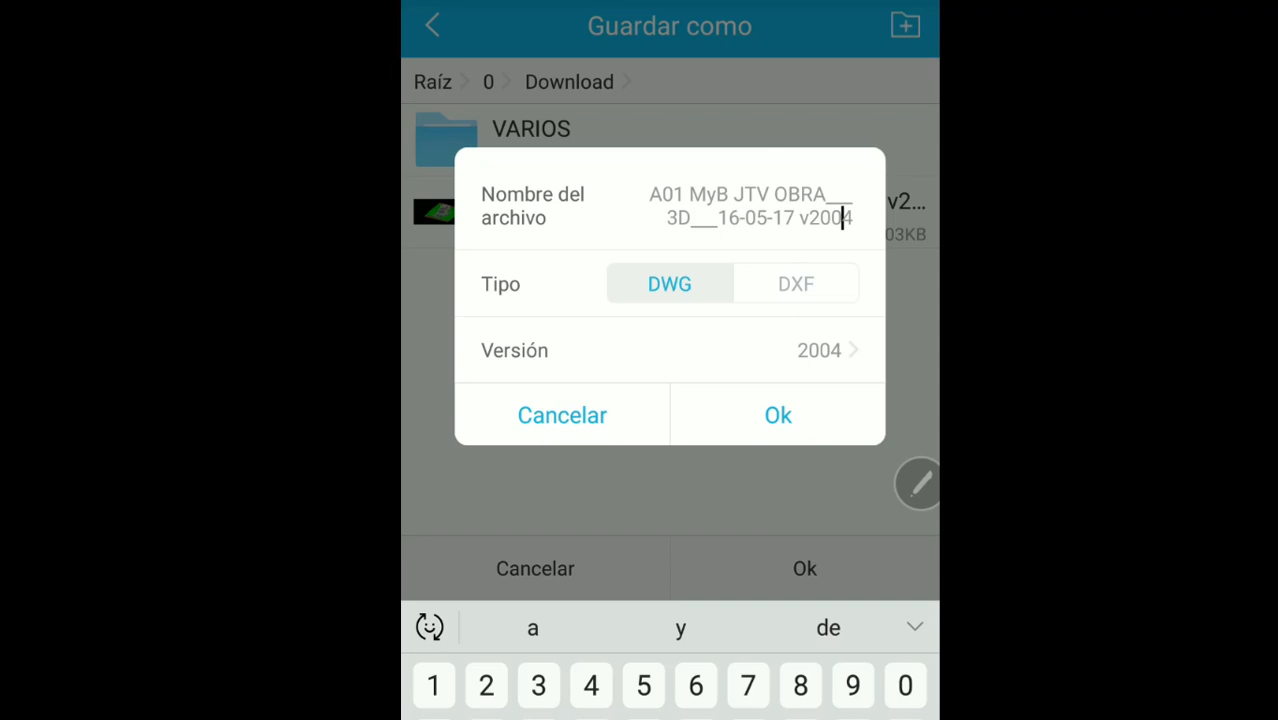 Guardar como
Raíz 0 Download
VARIOS
v2...
03KB
Nombre del
archivo
A01 MyB JTV OBRA___
3D___16-05-17 v2004
Tipo DWG DXF
Versión 2004
Cancelar Ok
Cancelar Ok
a y de
1 2 3 4 5 6 7 8 9 0